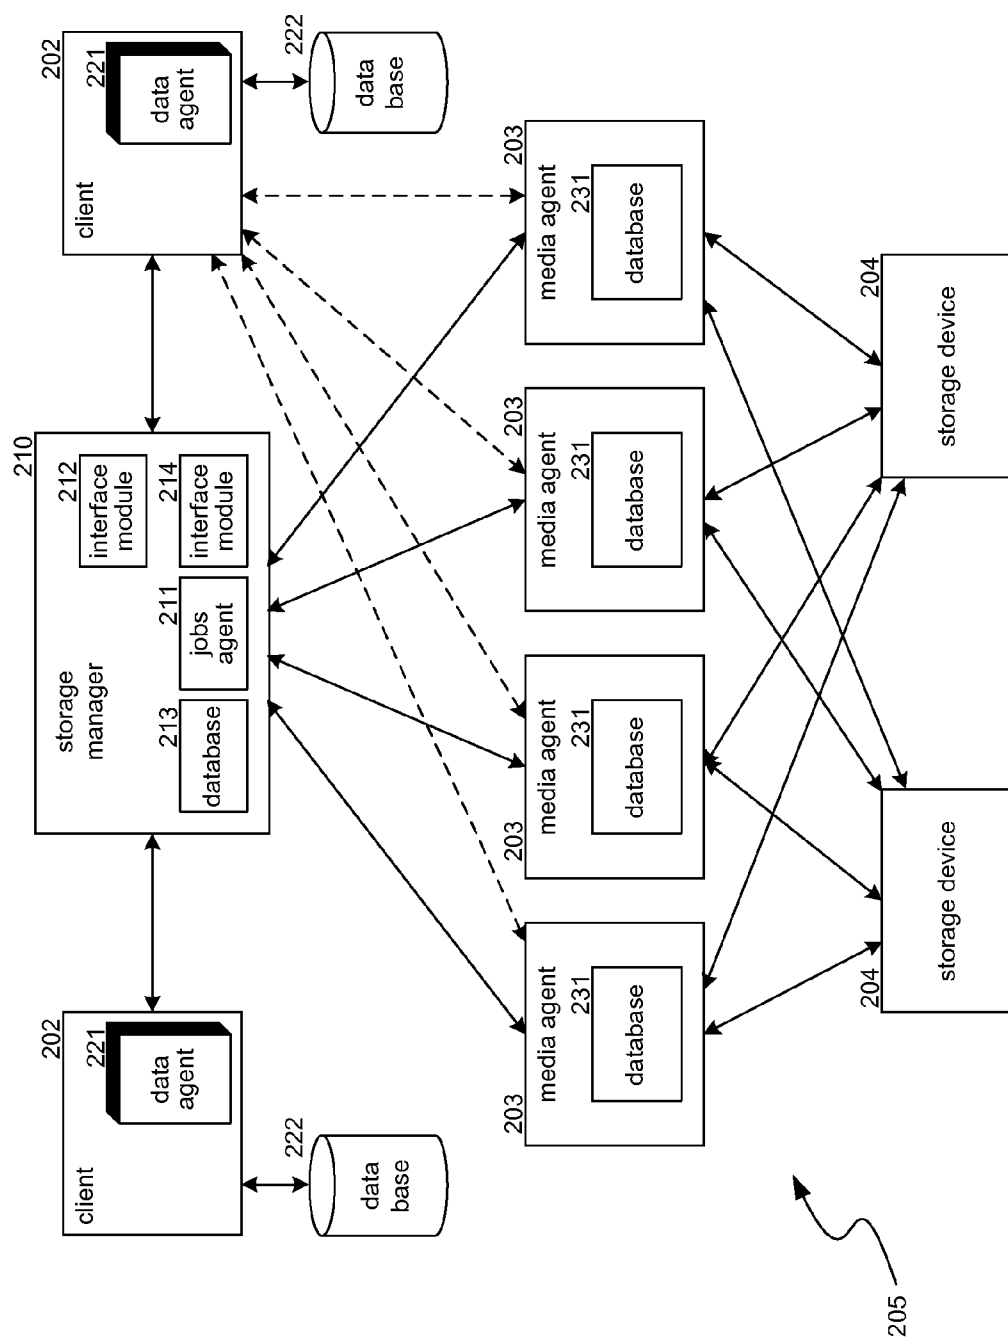 205
202
client
221
data
agent
222
data
base
210
storage
manager
213
database
211
jobs
agent
212
interface
module
214
interface
module
202
client
221
data
agent
222
data
base
203
media agent
231
database
203
media agent
231
database
203
media agent
231
database
203
media agent
231
database
204
storage device
204
storage device